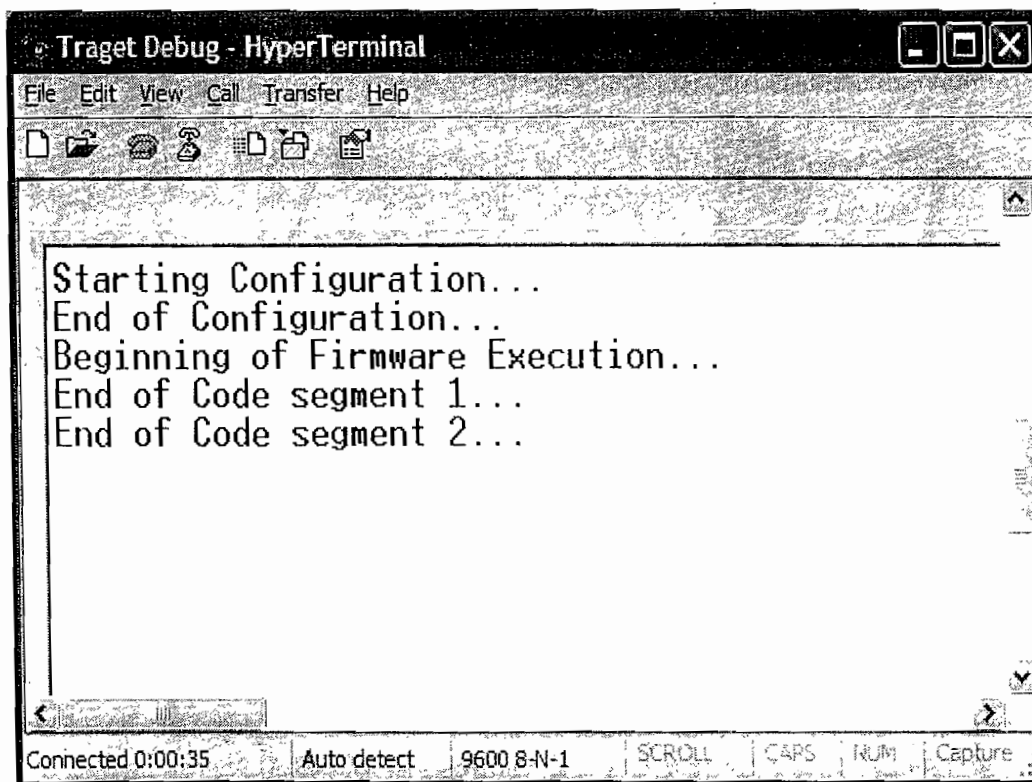 Traget Debug - HyperTerminal
File Edit View Call Transfer Help
Starting Configuration...
End of Configuration...
Beginning of Firmware Execution...
End of Code segment 1...
End of Code segment 2...
Connected 0:00:35 Auto detect 9600 8-N-1 SCROLL CAPS NUM Capture